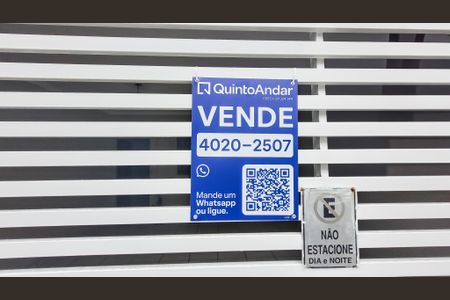 QuintoAndar
VENDE
4020-2507
Mande um
Whatsapp
ou ligue.
E
NÃO
ESTACIONE
DIA e NOITE